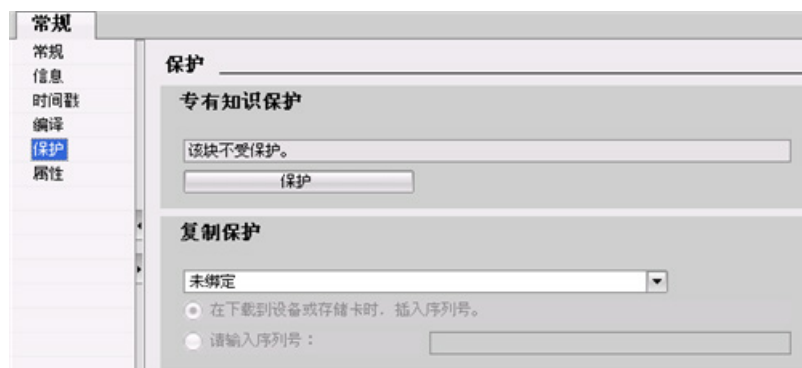 常规
常规
信息
时间戳
编译
保护
属性
保护
专有知识保护
该块不受保护。
保护
复制保护
未绑定
在下载到设备或存储卡时. 插入序列号。
请输入序列号：